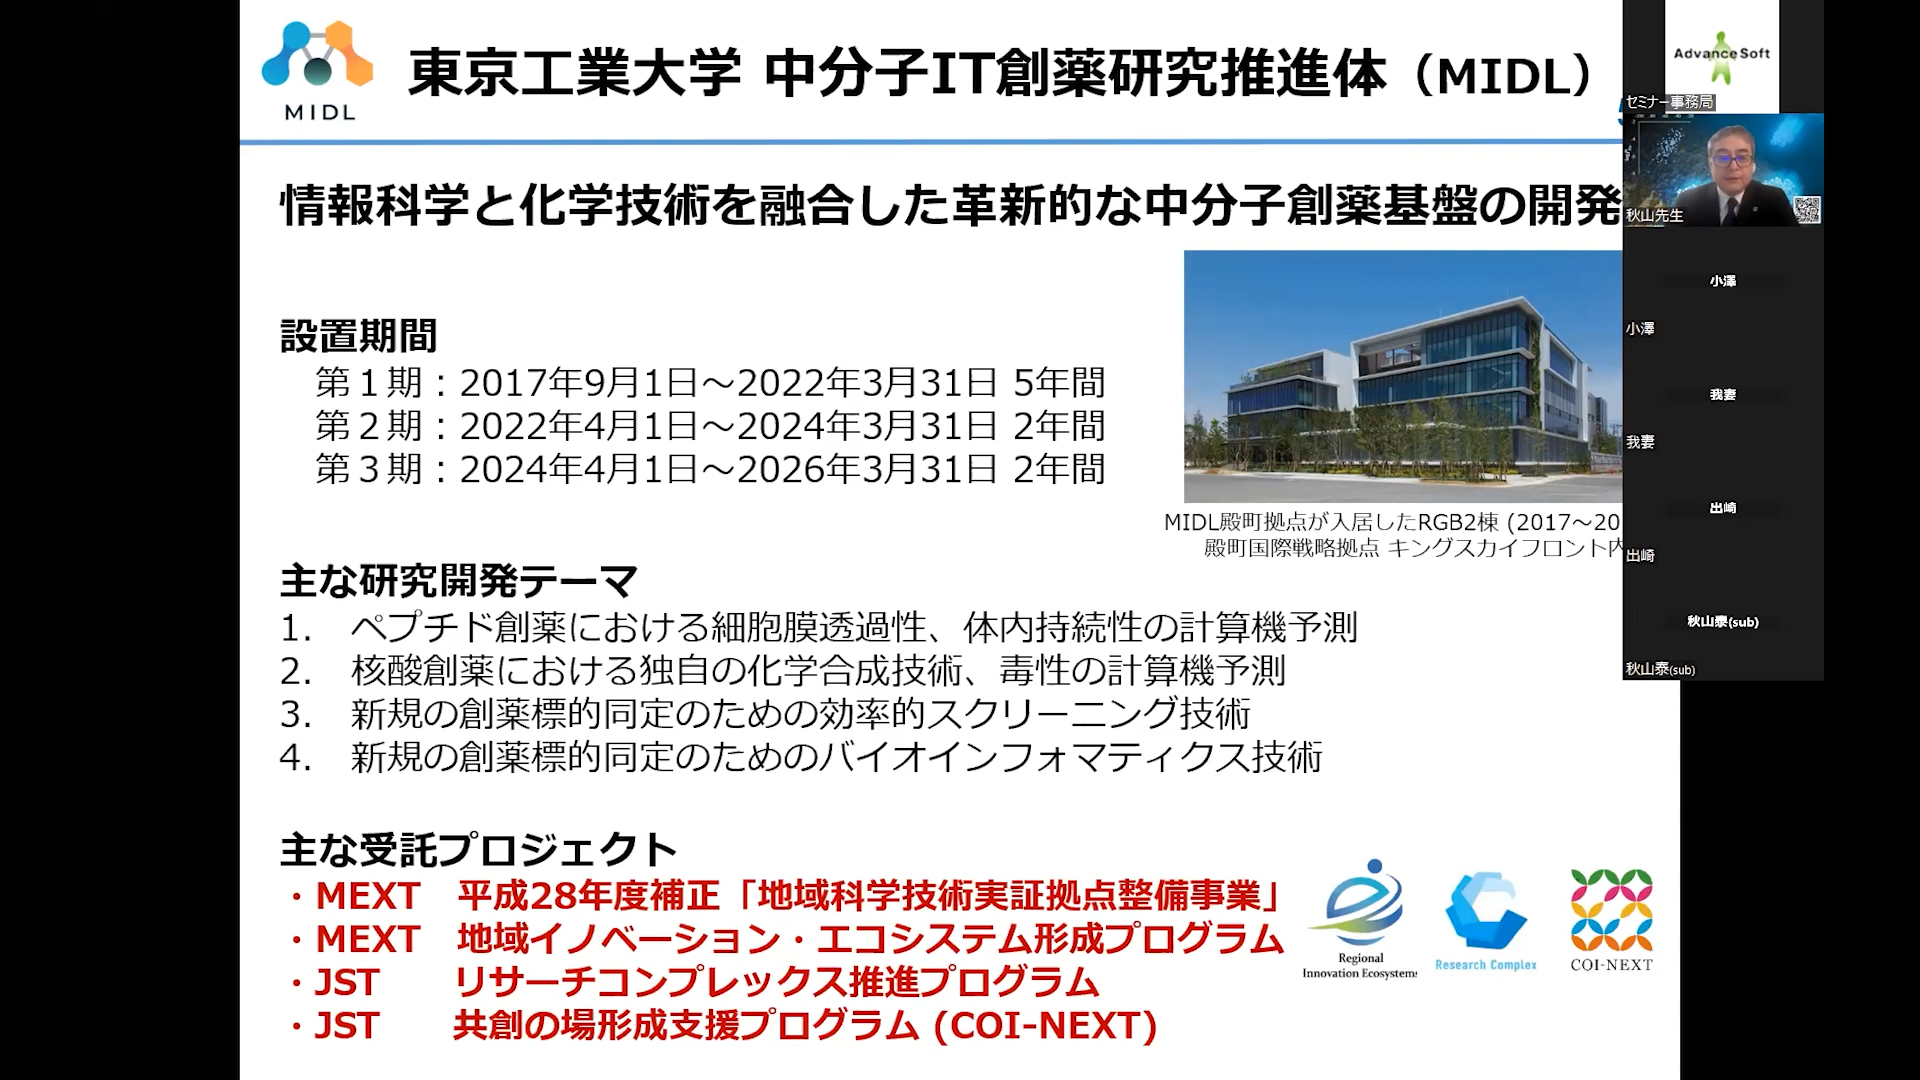 MIDL
東京工業大学 中分子IT創薬研究推進体（MIDL）
情報科学と化学技術を融合した革新的な中分子創薬基盤の開発
設置期間
第１期：2017年9月1日～2022年3月31日 5年間
第２期：2022年4月1日～2024年3月31日 2年間
第３期：2024年4月1日～2026年3月31日 2年間
MIDL殿町拠点が入居したRGB2棟 (2017～20
殿町国際戦略拠点 キングスカイフロント内
主な研究開発テーマ
1. ペプチド創薬における細胞膜透過性、体内持続性の計算機予測
2. 核酸創薬における独自の化学合成技術、毒性の計算機予測
3. 新規の創薬標的同定のための効率的スクリーニング技術
4. 新規の創薬標的同定のためのバイオインフォマティクス技術
主な受託プロジェクト
・MEXT 平成28年度補正「地域科学技術実証拠点整備事業」
・MEXT 地域イノベーション・エコシステム形成プログラム
・JST リサーチコンプレックス推進プログラム
・JST 共創の場形成支援プログラム (COI-NEXT)
Regional
Innovation Ecosystems
Research Complex
COI-NEXT
AdvanceSoft
セミナー事務局
秋山先生
小澤
小澤
我妻
我妻
出崎
出崎
秋山泰(sub)
秋山泰(sub)